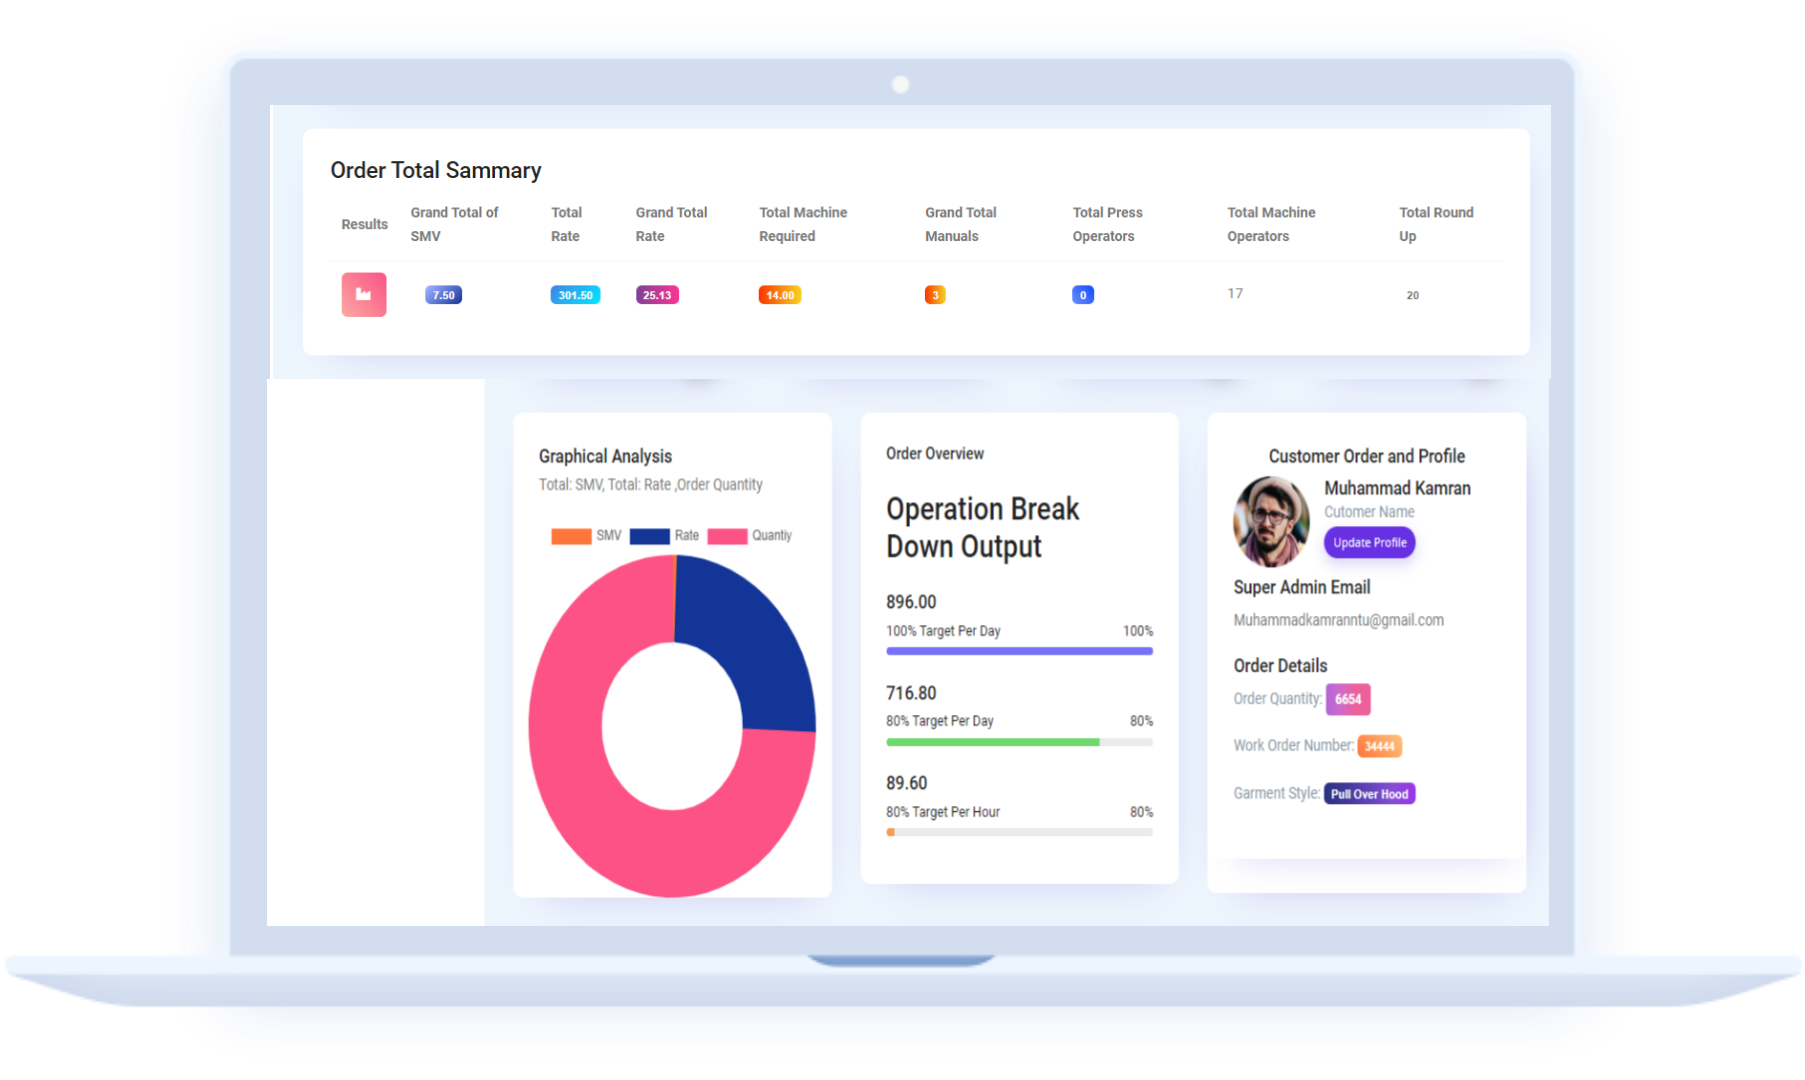 Order Total Sammary
Results
Grand Total of SMV
Total Rate
Grand Total Rate
Total Machine Required
Grand Total Manuals
Total Press Operators
Total Machine Operators
Total Round Up
7.50
301.50
25.13
14.00
3
0
17
20
Graphical Analysis
Total: SMV, Total: Rate ,Order Quantity
SMV
Rate
Quantiy
Order Overview
Operation Break
Down Output
896.00
100% Target Per Day 100%
716.80
80% Target Per Day 80%
89.60
80% Target Per Hour 80%
Customer Order and Profile
Muhammad Kamran
Cutomer Name
Update Profile
Super Admin Email
Muhammadkamranntu@gmail.com
Order Details
Order Quantity: 6654
Work Order Number: 34444
Garment Style: Pull Over Hood